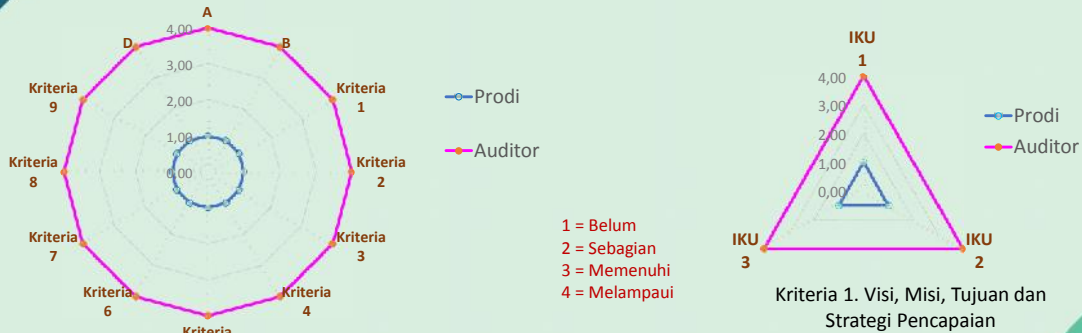 A
B
Kriteria
1
Kriteria
2
Kriteria
3
Kriteria
4
Kriteria
Kriteria
6
Kriteria
7
Kriteria
8
Kriteria
9
D
4,00
3,00
2,00
1,00
0,00
Prodi
Auditor
1 = Belum
2 = Sebagian
3 = Memenuhi
4 = Melampaui
IKU
1
IKU
2
IKU
3
4,00
3,00
2,00
1,00
0,00
Prodi
Auditor
Kriteria 1. Visi, Misi, Tujuan dan
Strategi Pencapaian